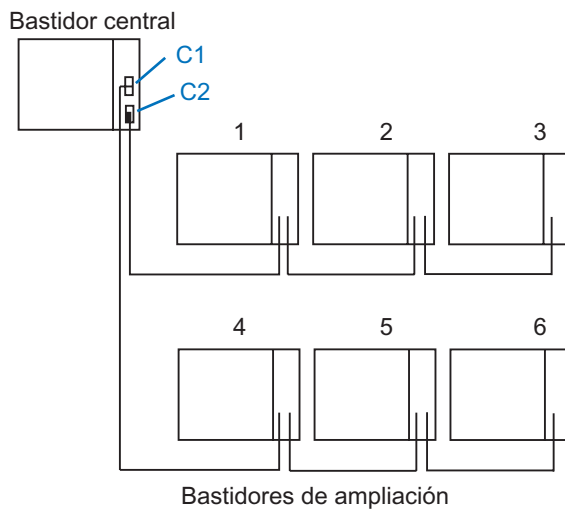 Bastidor central
C1
C2
1 2 3
4 5 6
Bastidores de ampliación